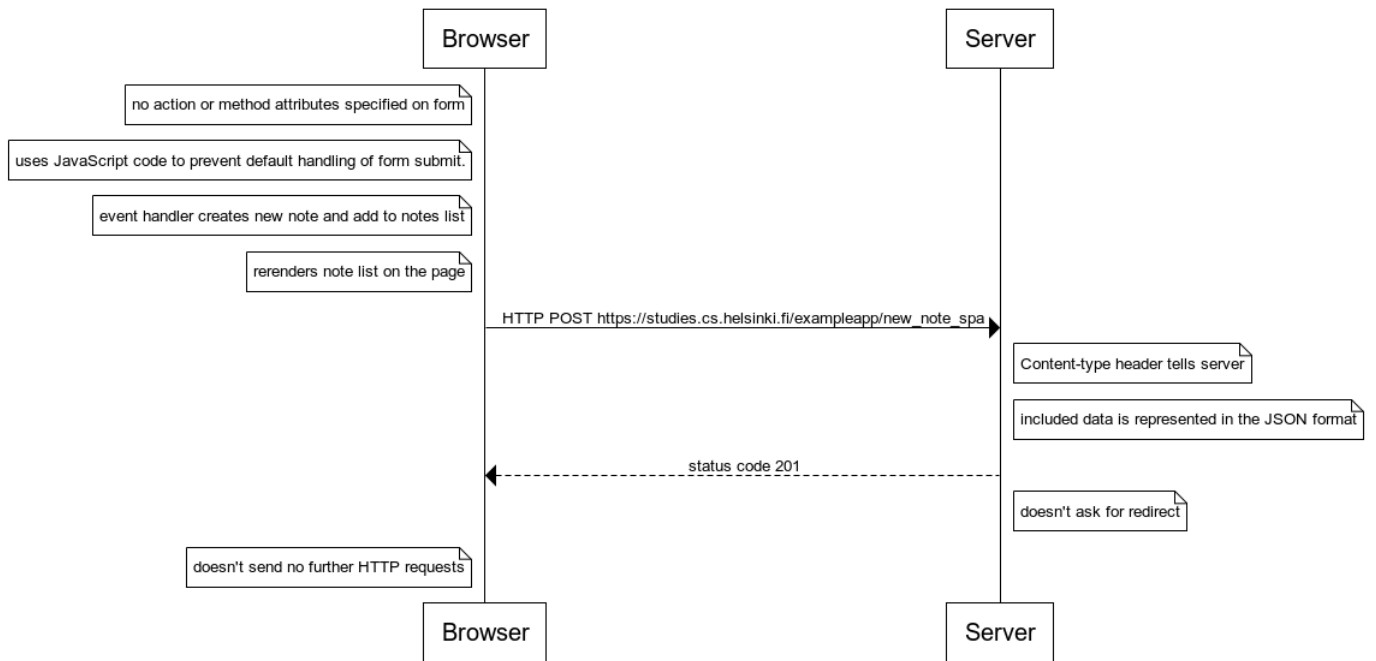 Browser
Server
no action or method attributes specified on form
uses JavaScript code to prevent default handling of form submit.
event handler creates new note and add to notes list
rerenders note list on the page
HTTP POST https://studies.cs.helsinki.fi/exampleapp/new_note_spa
Content-type header tells server
included data is represented in the JSON format
status code 201
doesn't ask for redirect
doesn't send no further HTTP requests
Browser
Server